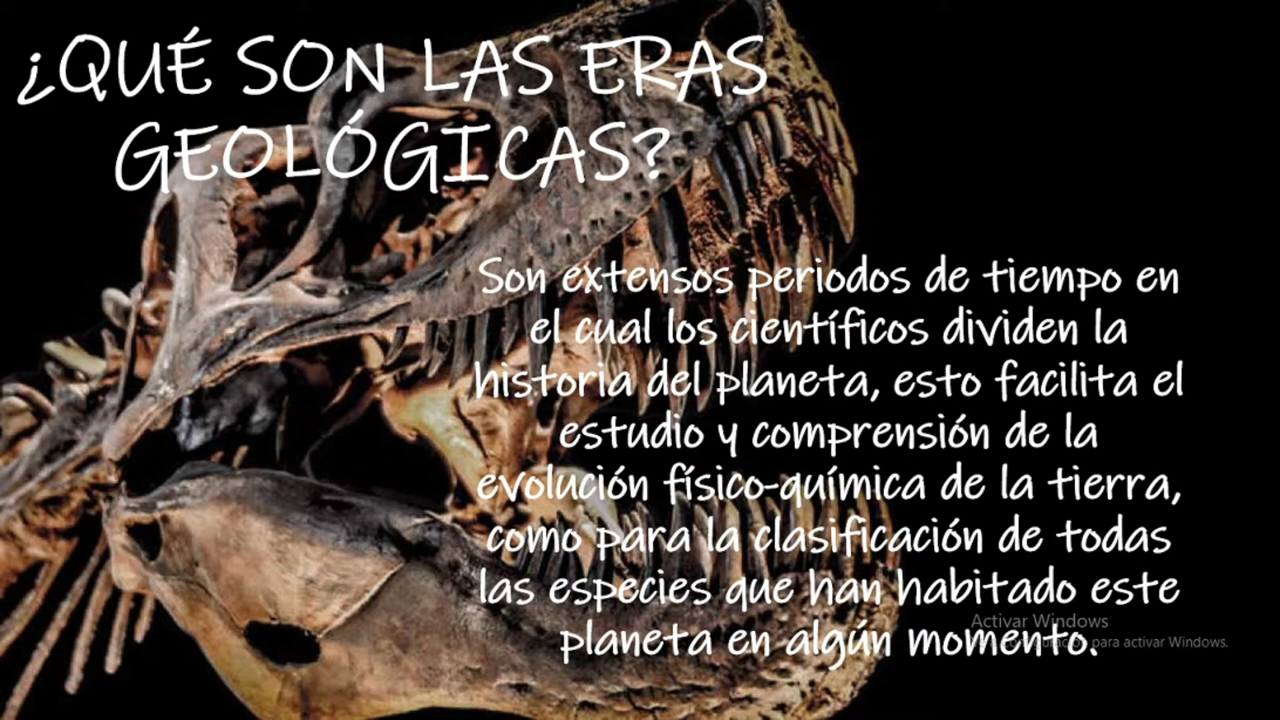 ¿QUÉ SON LAS ERAS
GEOLÓGICAS?
Son extensos periodos de tiempo en
el cual los científicos dividen la
historia del planeta, esto facilita el
estudio y comprensión de la
evolución físico-química de la tierra,
como para la clasificación de todas
las especies que han habitado este
planeta en algún momento.
Activar Windows
para activar Windows.